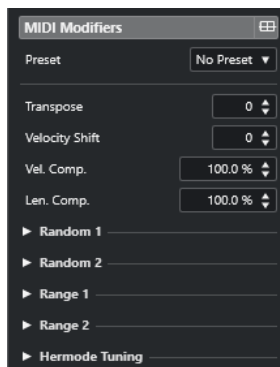 MIDI Modifiers
Preset No Preset
Transpose 0
Velocity Shift 0
Vel. Comp. 100.0 %
Len. Comp. 100.0 %
Random 1
Random 2
Range 1
Range 2
Hermode Tuning